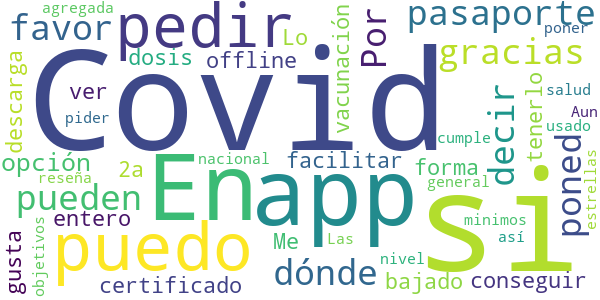 agregada
favor
pedir
Por
Lo
pasaporte
poner
descarga
dosis
offline
vacunación
gracias
Covid
ver
pider
decir
tenerlo
salud
Aun
usado
cumple
estrellas
opción
2a
En
nacional
facilitar
app
forma
general
si
poned
reseña
pueden
entero
puedo
Me
Las
minimos
así
gusta
objetivos
certificado
dónde
nivel
bajado
conseguir